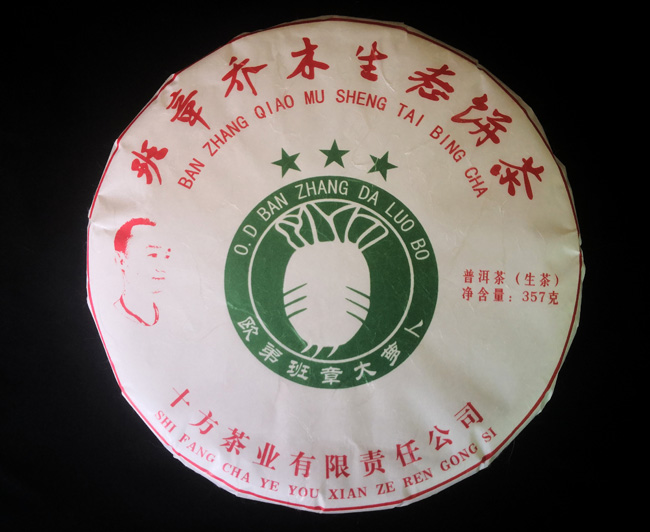 班章乔木生态饼茶
BAN ZHANG QIAO MU SHENG TAI BING CHA
O.D BAN ZHANG DA LUO BO
欧弟班章大萝卜
普洱茶（生茶）
净含量：357克
十方茶业有限责任公司
SHI FANG CHA YE YOU XIAN ZE REN GONG SI